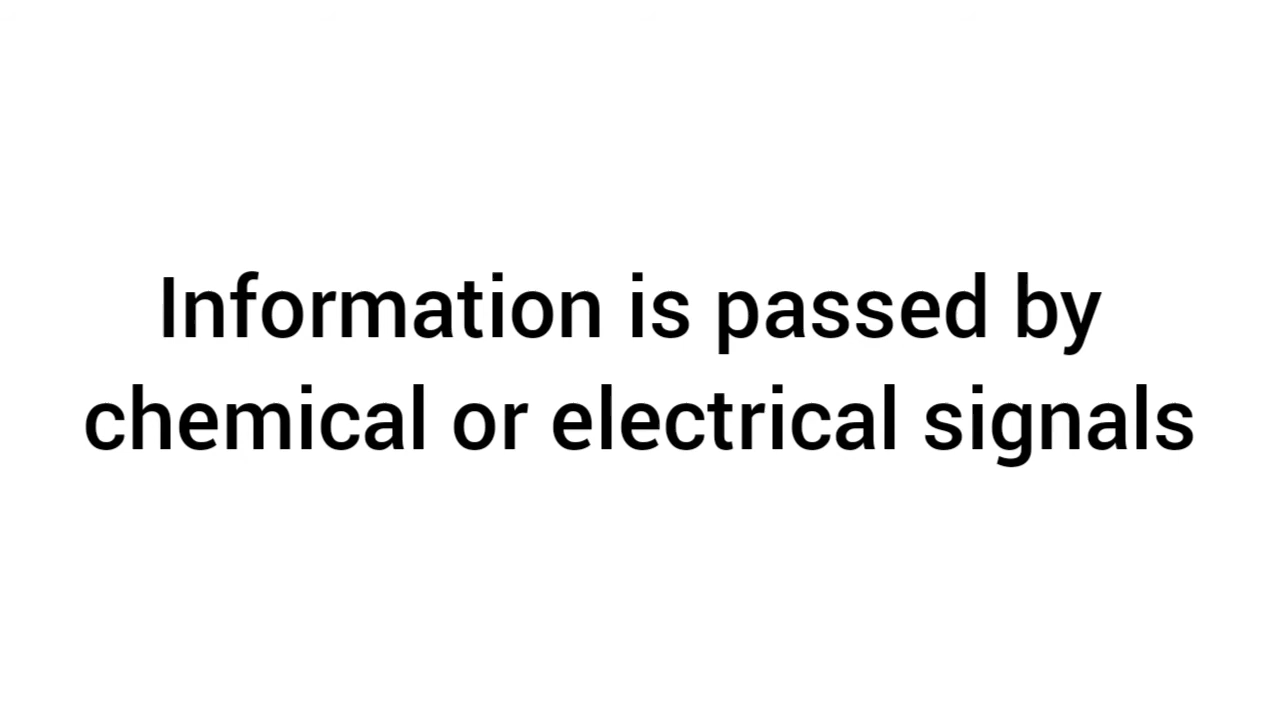 Information is passed by
chemical or electrical signals